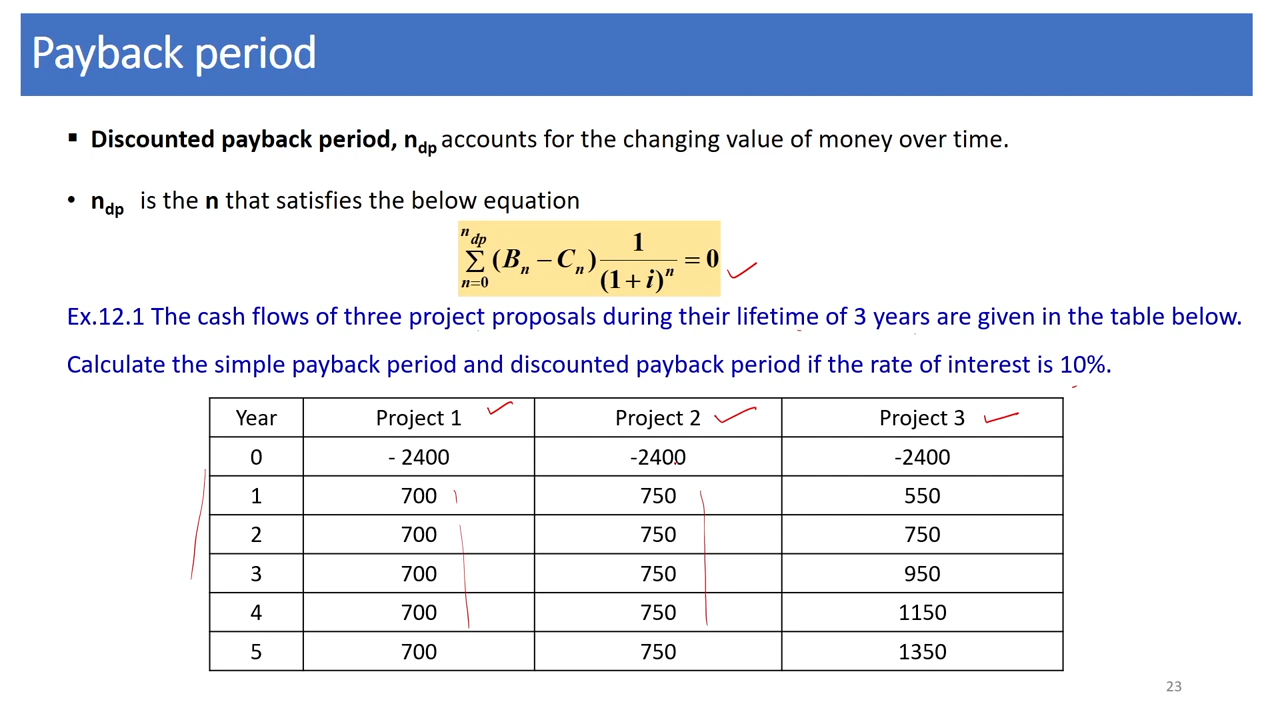 Payback period
▪ Discounted payback period, n_dp accounts for the changing value of money over time.
• n_dp is the n that satisfies the below equation
n_dp
Σ (B_n − C_n) 1/(1 + i)^n = 0
n=0
Ex.12.1 The cash flows of three project proposals during their lifetime of 3 years are given in the table below.
Calculate the simple payback period and discounted payback period if the rate of interest is 10%.
Year Project 1 Project 2 Project 3
0 - 2400 -2400 -2400
1 700 750 550
2 700 750 750
3 700 750 950
4 700 750 1150
5 700 750 1350
23